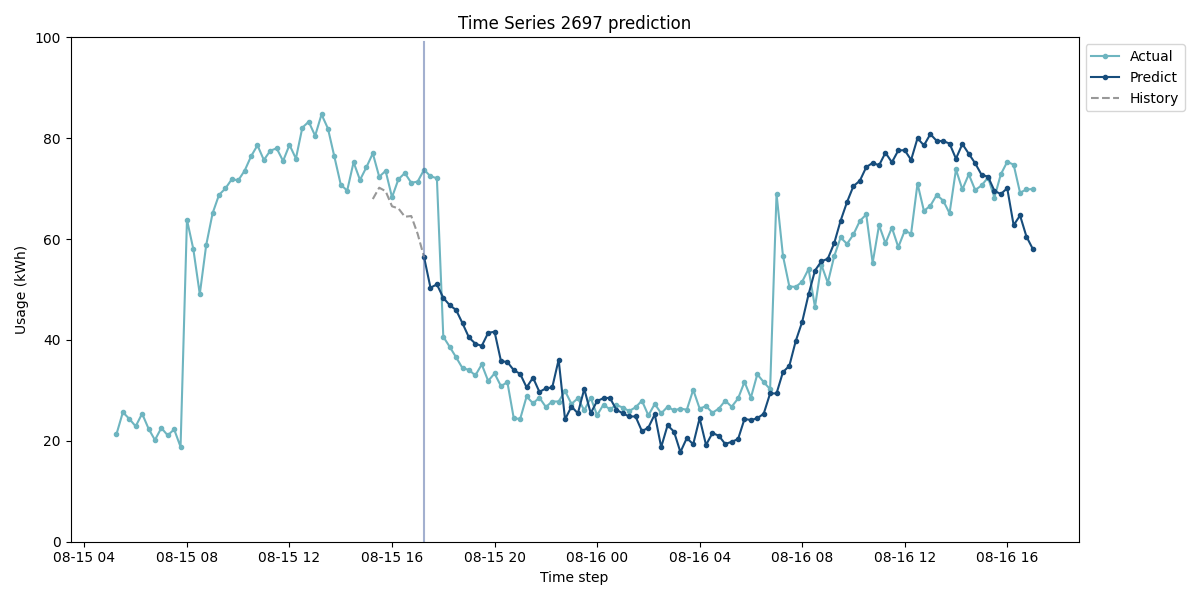 Time Series 2697 prediction
Actual
Predict
History
Usage (kWh)
100
80
60
40
20
0
08-15 04 08-15 08 08-15 12 08-15 16 08-15 20 08-16 00 08-16 04 08-16 08 08-16 12 08-16 16
Time step